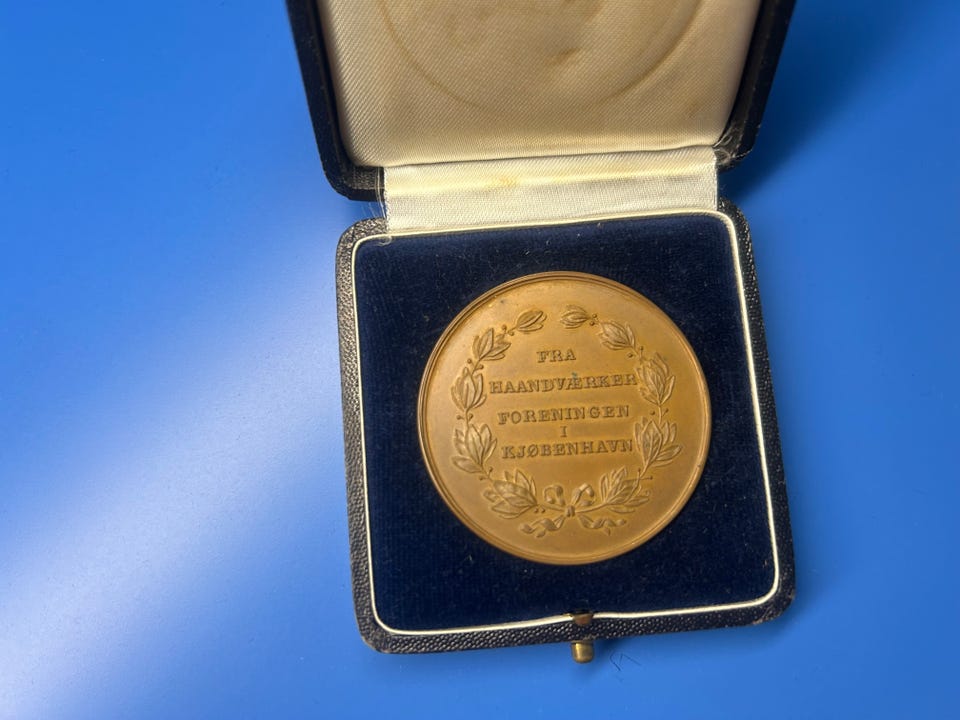 FRA
HAANDVÆRKER
FORENINGEN
I
KJØBENHAVN